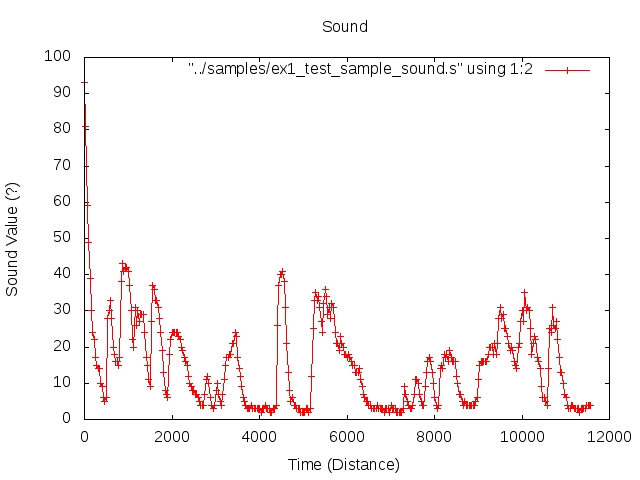 Sound
"../samples/ex1_test_sample_sound.s" using 1:2
100
90
80
70
60
50
40
30
20
10
0
Sound Value (?)
0 2000 4000 6000 8000 10000 12000
Time (Distance)